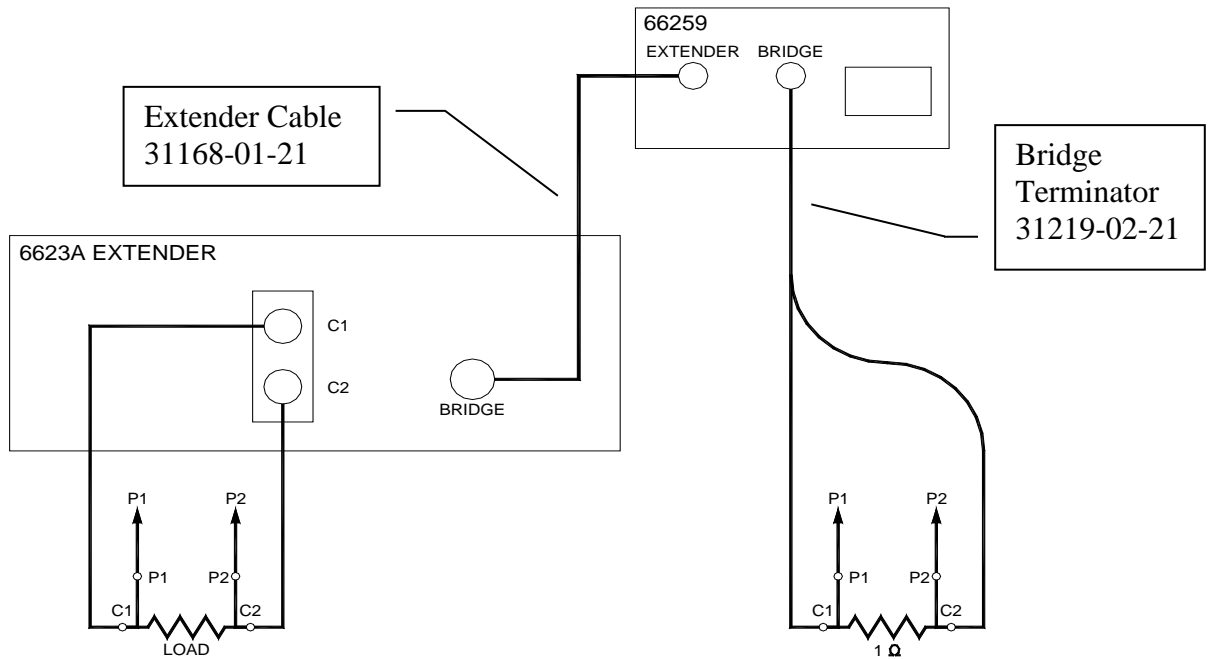 66259
EXTENDER BRIDGE
Extender Cable
31168-01-21
Bridge
Terminator
31219-02-21
6623A EXTENDER
C1
C2
BRIDGE
P1 P2
P1 P2
C1 C2
LOAD
P1 P2
P1 P2
C1 C2
1 Ω